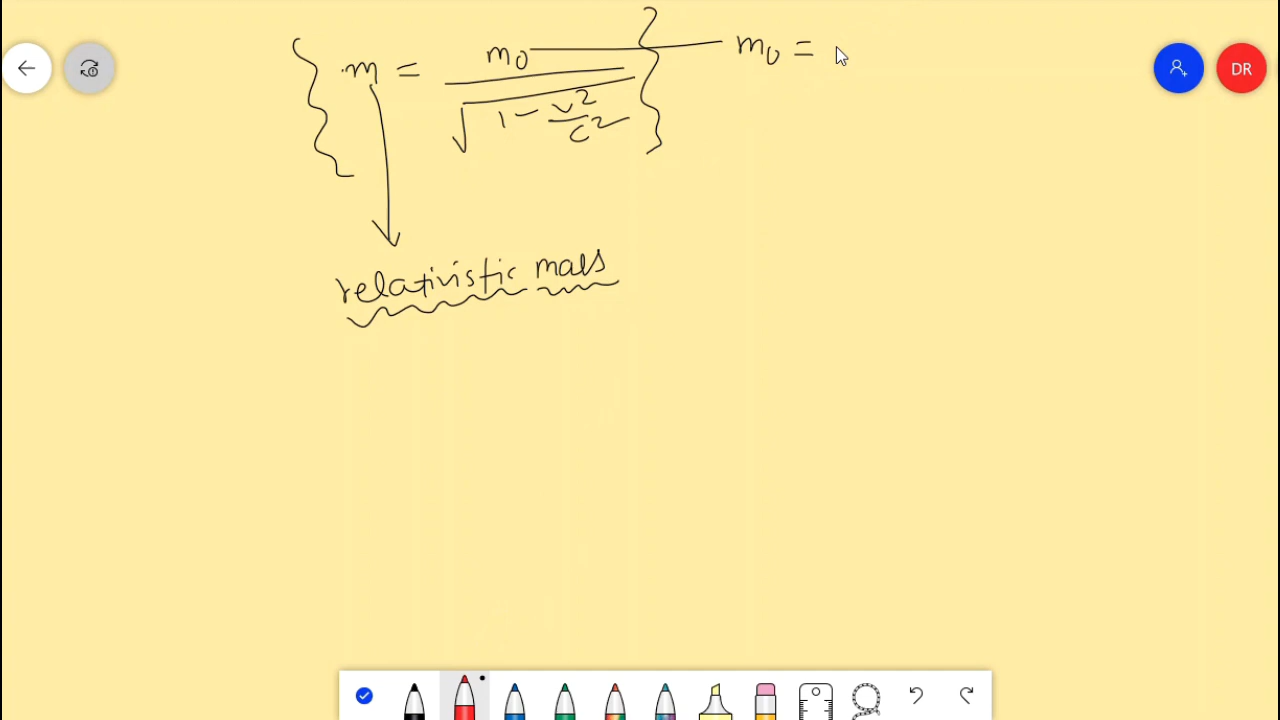 m = m₀ / √(1 - v²/c²)
m₀ =
relativistic mass
DR